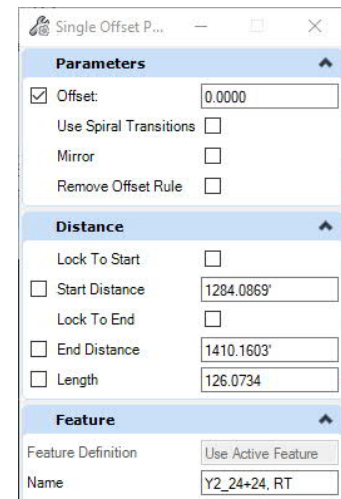 Single Offset P...
Parameters
Offset: 0.0000
Use Spiral Transitions
Mirror
Remove Offset Rule
Distance
Lock To Start
Start Distance 1284.0869'
Lock To End
End Distance 1410.1603'
Length 126.0734
Feature
Feature Definition Use Active Feature
Name Y2_24+24, RT